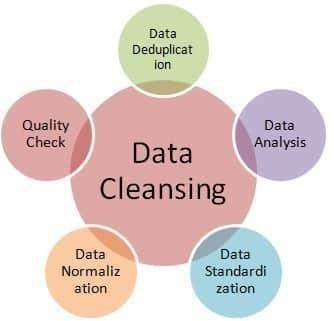 Data
Deduplicat
ion
Quality
Check
Data
Analysis
Data
Cleansing
Data
Normaliz
ation
Data
Standardi
zation